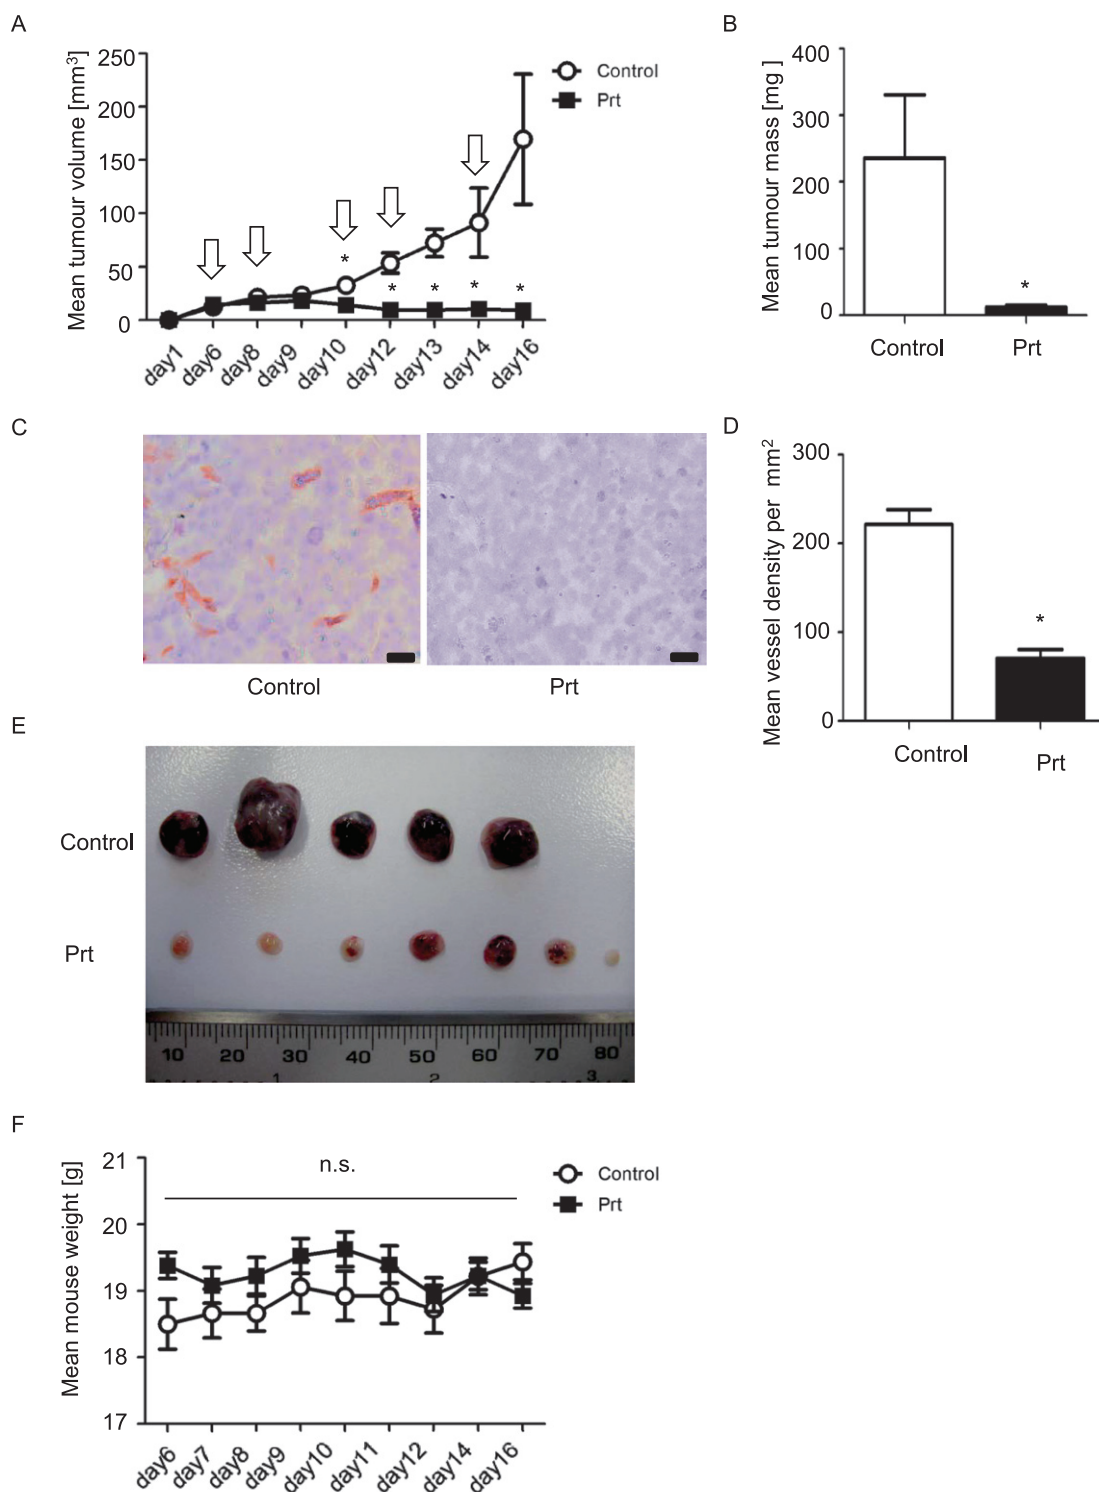 A
Mean tumour volume [mm³]
250
200
150
100
50
0
Control
Prt
*
* * * *
day1 day6 day8 day9 day10 day12 day13 day14 day16
B
Mean tumour mass [mg ]
400
300
200
100
0
*
Control Prt
C
Control Prt
D
Mean vessel density per mm²
300
200
100
0
*
Control Prt
E
Control
Prt
10 20 30 40 50 60 70 80
1 2 3
F
Mean mouse weight [g]
21
20
19
18
17
n.s.
Control
Prt
day6 day7 day8 day9 day10 day11 day12 day14 day16